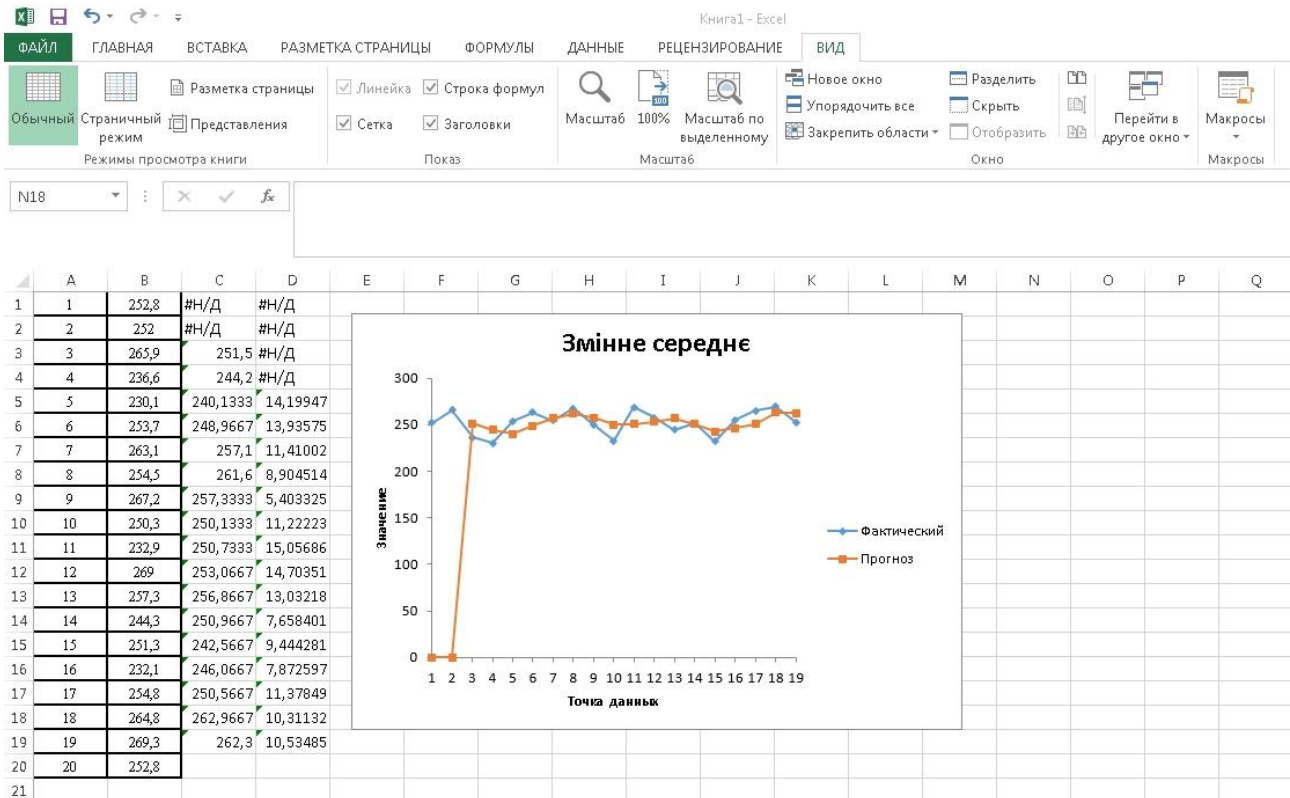 Книга1 - Excel
ФАЙЛ ГЛАВНАЯ ВСТАВКА РАЗМЕТКА СТРАНИЦЫ ФОРМУЛЫ ДАННЫЕ РЕЦЕНЗИРОВАНИЕ ВИД
Обычный Страничный режим Разметка страницы Представления
Режимы просмотра книги
Линейка Строка формул
Сетка Заголовки
Показ
Масштаб 100% Масштаб по выделенному
Масштаб
Новое окно Разделить
Упорядочить все Скрыть
Закрепить области Отобразить
Перейти в другое окно
Окно
Макросы
Макросы
N18 fx
A B C D E F G H I J K L M N O P Q
1 1 252,8 #Н/Д #Н/Д
2 2 252 #Н/Д #Н/Д
3 3 265,9 251,5 #Н/Д
4 4 236,6 244,2 #Н/Д
5 5 230,1 240,1333 14,19947
6 6 253,7 248,9667 13,93575
7 7 263,1 257,1 11,41002
8 8 254,5 261,6 8,904514
9 9 267,2 257,3333 5,403325
10 10 250,3 250,1333 11,22223
11 11 232,9 250,7333 15,05686
12 12 269 253,0667 14,70351
13 13 257,3 256,8667 13,03218
14 14 244,3 250,9667 7,658401
15 15 251,3 242,5667 9,444281
16 16 232,1 246,0667 7,872597
17 17 254,8 250,5667 11,37849
18 18 264,8 262,9667 10,31132
19 19 269,3 262,3 10,53485
20 20 252,8
21
Змінне середнє
300
250
200
150
100
50
0
Значение
1 2 3 4 5 6 7 8 9 10 11 12 13 14 15 16 17 18 19
Точка данных
Фактический
Прогноз